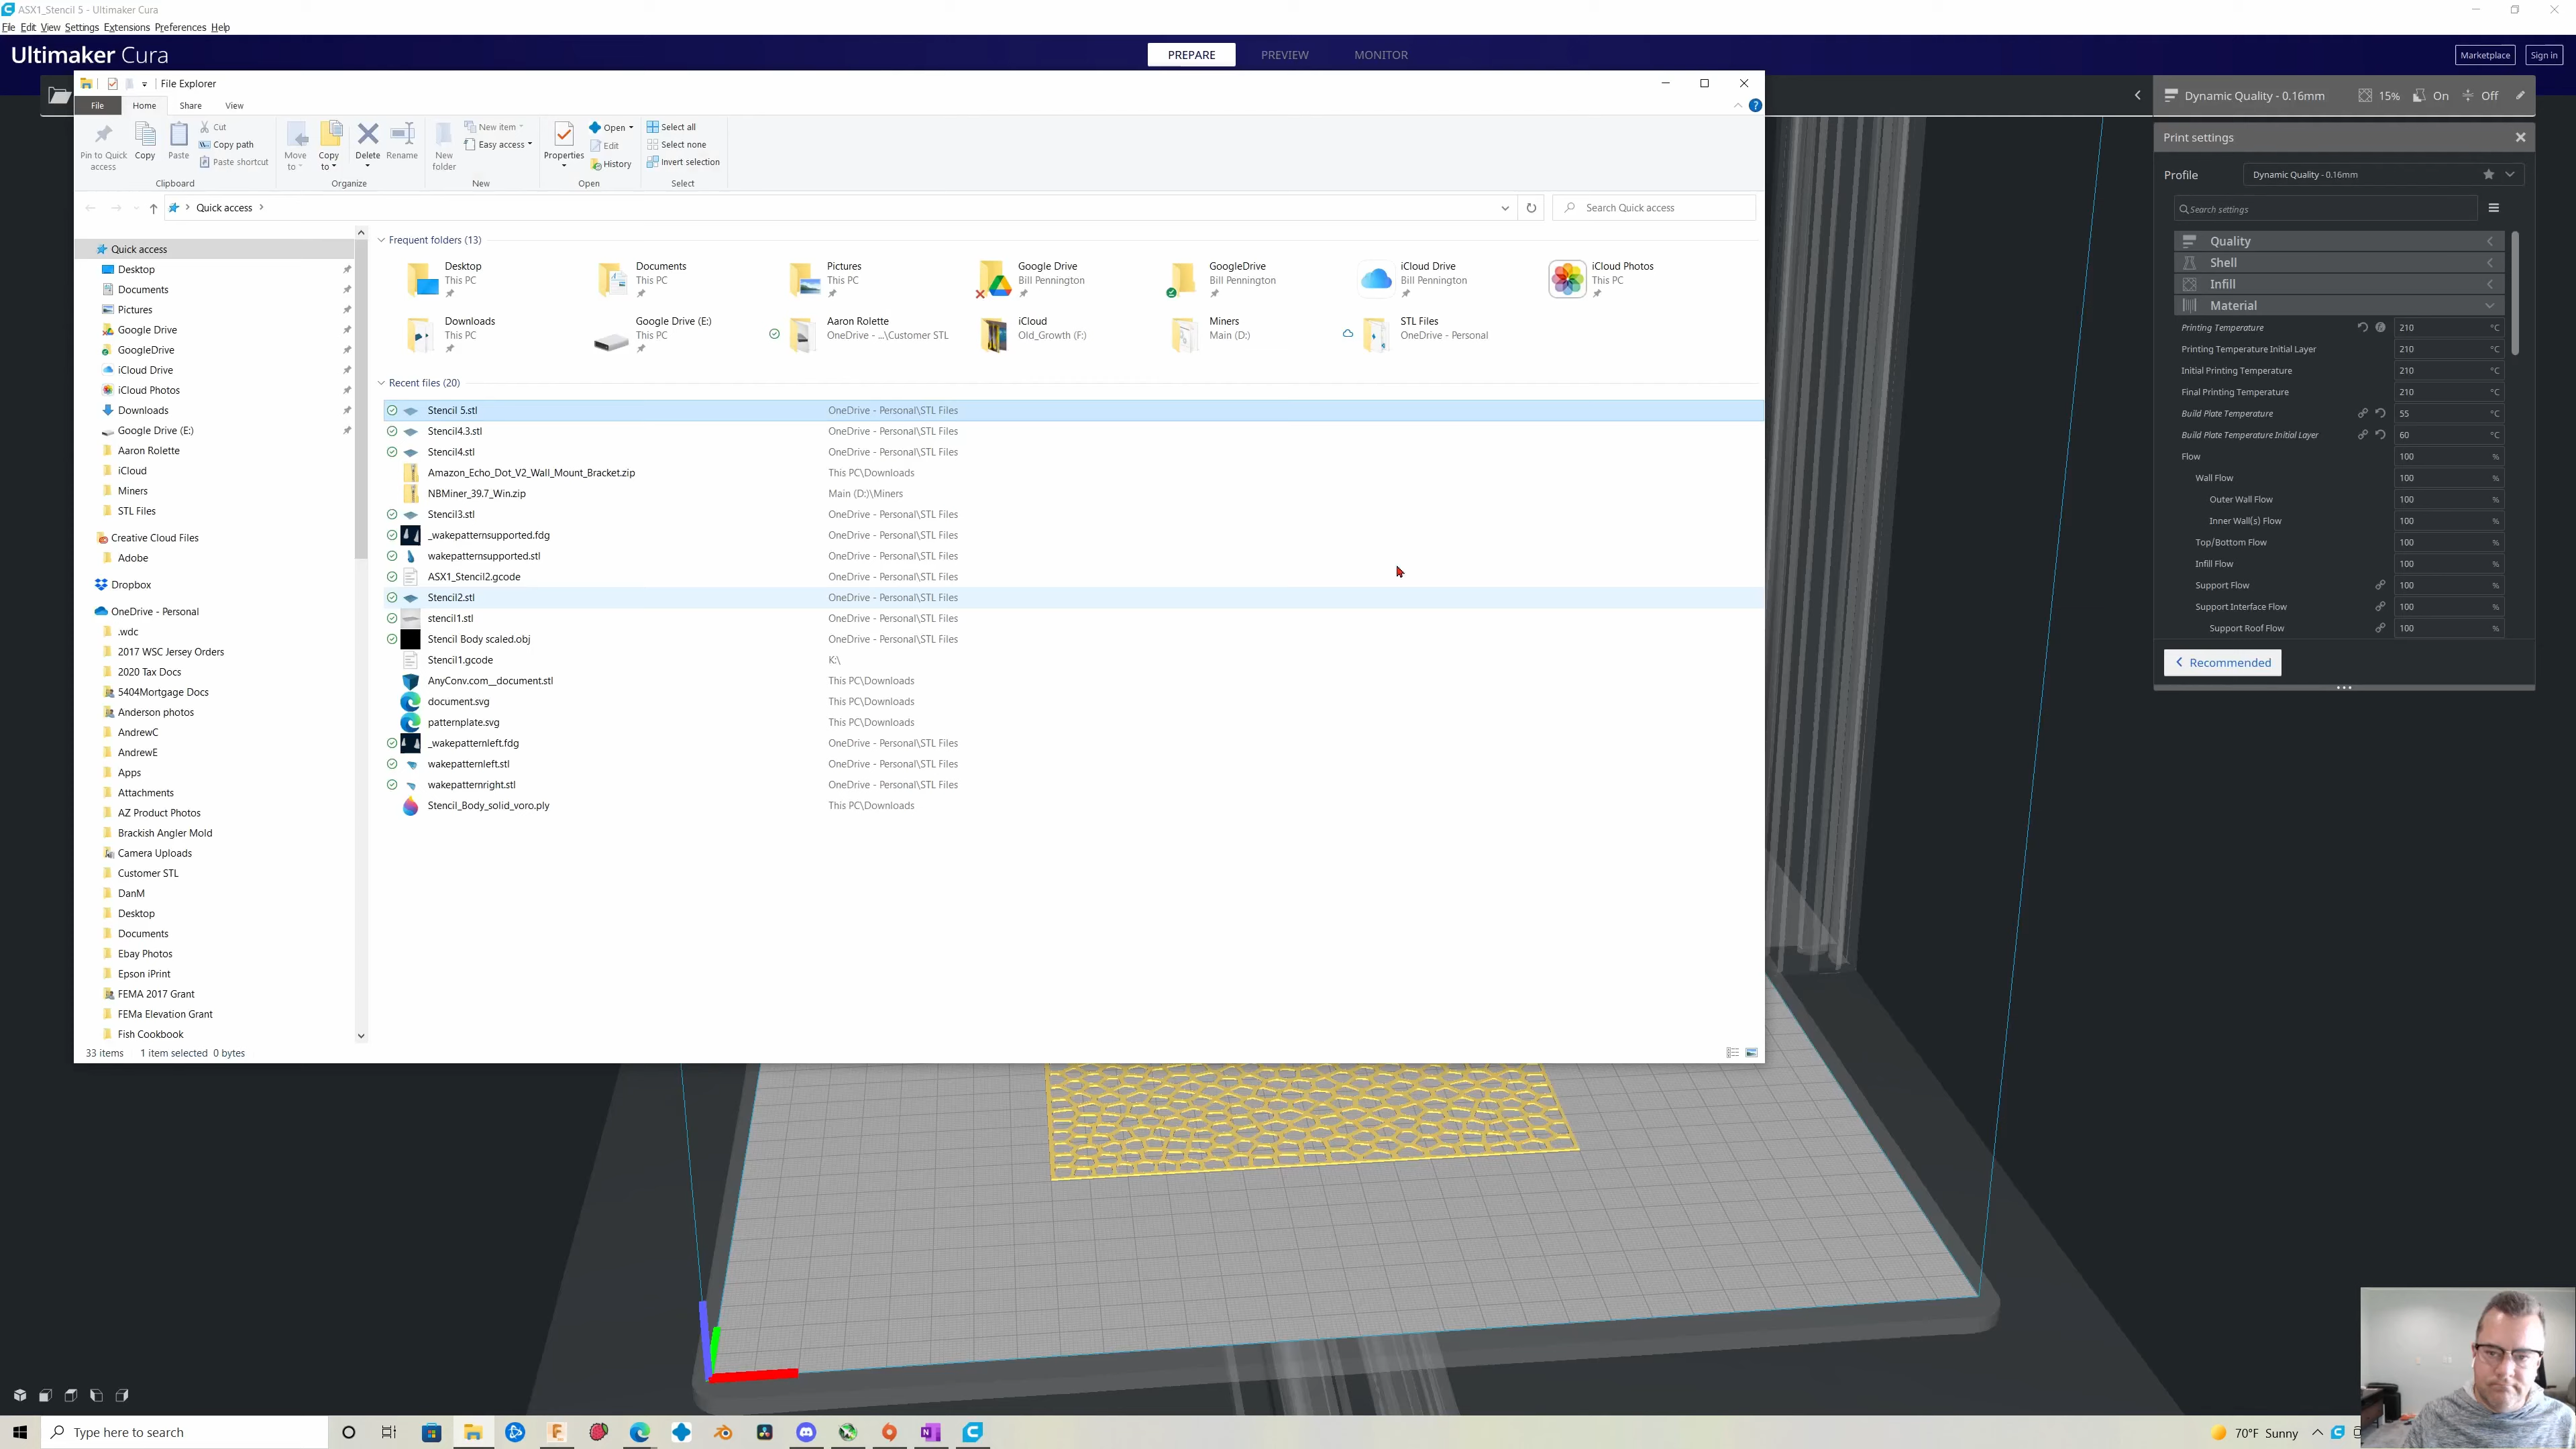 ASX1_Stencil 5 - Ultimaker Cura
File Edit View Settings Extensions Preferences Help
Ultimaker Cura
PREPARE PREVIEW MONITOR
Marketplace Sign in
File Explorer
File Home Share View
Pin to Quick access
Copy
Paste
Cut
Copy path
Paste shortcut
Clipboard
Move to
Copy to
Delete
Rename
Organize
New folder
New item
Easy access
New
Properties
Open
Edit
History
Open
Select all
Select none
Invert selection
Select
Quick access
Search Quick access
Quick access
Desktop
Documents
Pictures
Google Drive
GoogleDrive
iCloud Drive
iCloud Photos
Downloads
Google Drive (E:)
Aaron Rolette
iCloud
Miners
STL Files
Creative Cloud Files
Adobe
Dropbox
OneDrive - Personal
.wdc
2017 WSC Jersey Orders
2020 Tax Docs
5404Mortgage Docs
Anderson photos
AndrewC
AndrewE
Apps
Attachments
AZ Product Photos
Brackish Angler Mold
Camera Uploads
Customer STL
DanM
Desktop
Documents
Ebay Photos
Epson iPrint
FEMA 2017 Grant
FEMa Elevation Grant
Fish Cookbook
Frequent folders (13)
Desktop
This PC
Documents
This PC
Pictures
This PC
Google Drive
Bill Pennington
GoogleDrive
Bill Pennington
iCloud Drive
Bill Pennington
iCloud Photos
This PC
Downloads
This PC
Google Drive (E:)
This PC
Aaron Rolette
OneDrive - ...\Customer STL
iCloud
Old_Growth (F:)
Miners
Main (D:)
STL Files
OneDrive - Personal
Recent files (20)
Stencil 5.stl OneDrive - Personal\STL Files
Stencil4.3.stl OneDrive - Personal\STL Files
Stencil4.stl OneDrive - Personal\STL Files
Amazon_Echo_Dot_V2_Wall_Mount_Bracket.zip This PC\Downloads
NBMiner_39.7_Win.zip Main (D:)\Miners
Stencil3.stl OneDrive - Personal\STL Files
_wakepatternsupported.fdg OneDrive - Personal\STL Files
wakepatternsupported.stl OneDrive - Personal\STL Files
ASX1_Stencil2.gcode OneDrive - Personal\STL Files
Stencil2.stl OneDrive - Personal\STL Files
stencil1.stl OneDrive - Personal\STL Files
Stencil Body scaled.obj OneDrive - Personal\STL Files
Stencil1.gcode K:\
AnyConv.com__document.stl This PC\Downloads
document.svg This PC\Downloads
patternplate.svg This PC\Downloads
_wakepatternleft.fdg OneDrive - Personal\STL Files
wakepatternleft.stl OneDrive - Personal\STL Files
wakepatternright.stl OneDrive - Personal\STL Files
Stencil_Body_solid_voro.ply This PC\Downloads
33 items 1 item selected 0 bytes
Dynamic Quality - 0.16mm 15% On Off
Print settings
Profile Dynamic Quality - 0.16mm
Search settings
Quality
Shell
Infill
Material
Printing Temperature 210 °C
Printing Temperature Initial Layer 210 °C
Initial Printing Temperature 210 °C
Final Printing Temperature 210 °C
Build Plate Temperature 55 °C
Build Plate Temperature Initial Layer 60 °C
Flow 100 %
Wall Flow 100 %
Outer Wall Flow 100 %
Inner Wall(s) Flow 100 %
Top/Bottom Flow 100 %
Infill Flow 100 %
Support Flow 100 %
Support Interface Flow 100 %
Support Roof Flow 100 %
Recommended
Type here to search
70°F Sunny